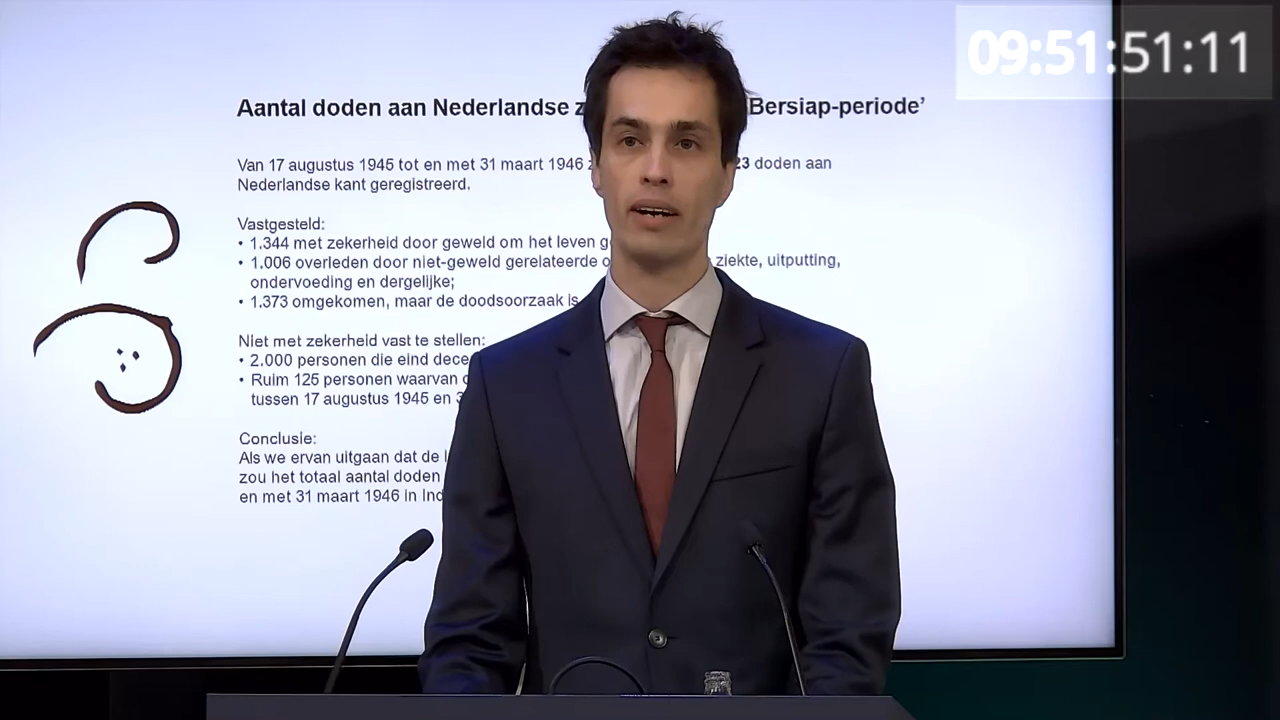 09:51:51:11
Aantal doden aan Nederlandse Bersiap-periode’
Van 17 augustus 1945 tot en met 31 maart 1946 23 doden aan
Nederlandse kant geregistreerd.
Vastgesteld:
• 1.344 met zekerheid door geweld om het leven
• 1.006 overleden door niet-geweld gerelateerde ziekte, uitputting,
ondervoeding en dergelijke;
• 1.373 omgekomen, maar de doodsoorzaak is
Niet met zekerheid vast te stellen:
• 2.000 personen die eind
• Ruim 125 personen waarvan
tussen 17 augustus 1945 en
Conclusie:
Als we ervan uitgaan dat de
zou het totaal aantal doden
en met 31 maart 1946 in